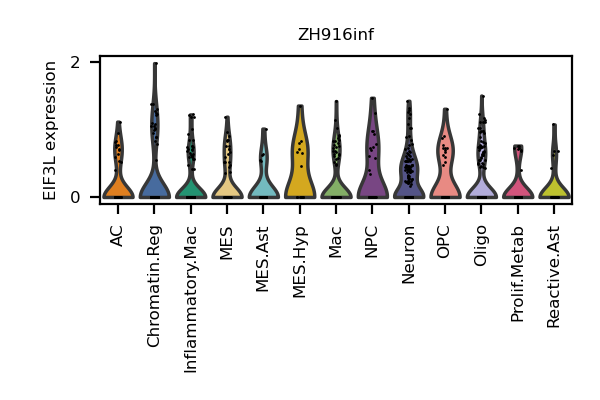 ZH916inf
EIF3L expression
2
0
AC
Chromatin.Reg
Inflammatory.Mac
MES
MES.Ast
MES.Hyp
Mac
NPC
Neuron
OPC
Oligo
Prolif.Metab
Reactive.Ast